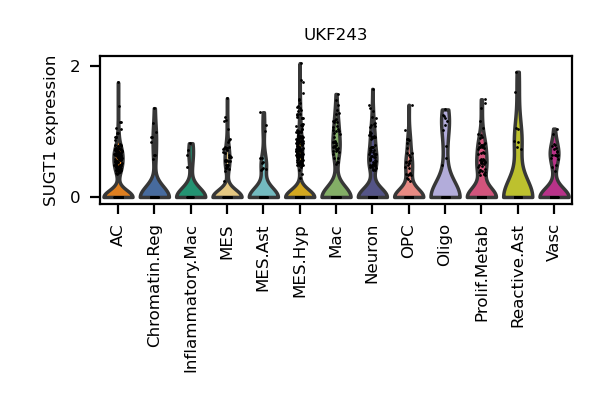 UKF243
SUGT1 expression
2
0
AC
Chromatin.Reg
Inflammatory.Mac
MES
MES.Ast
MES.Hyp
Mac
Neuron
OPC
Oligo
Prolif.Metab
Reactive.Ast
Vasc